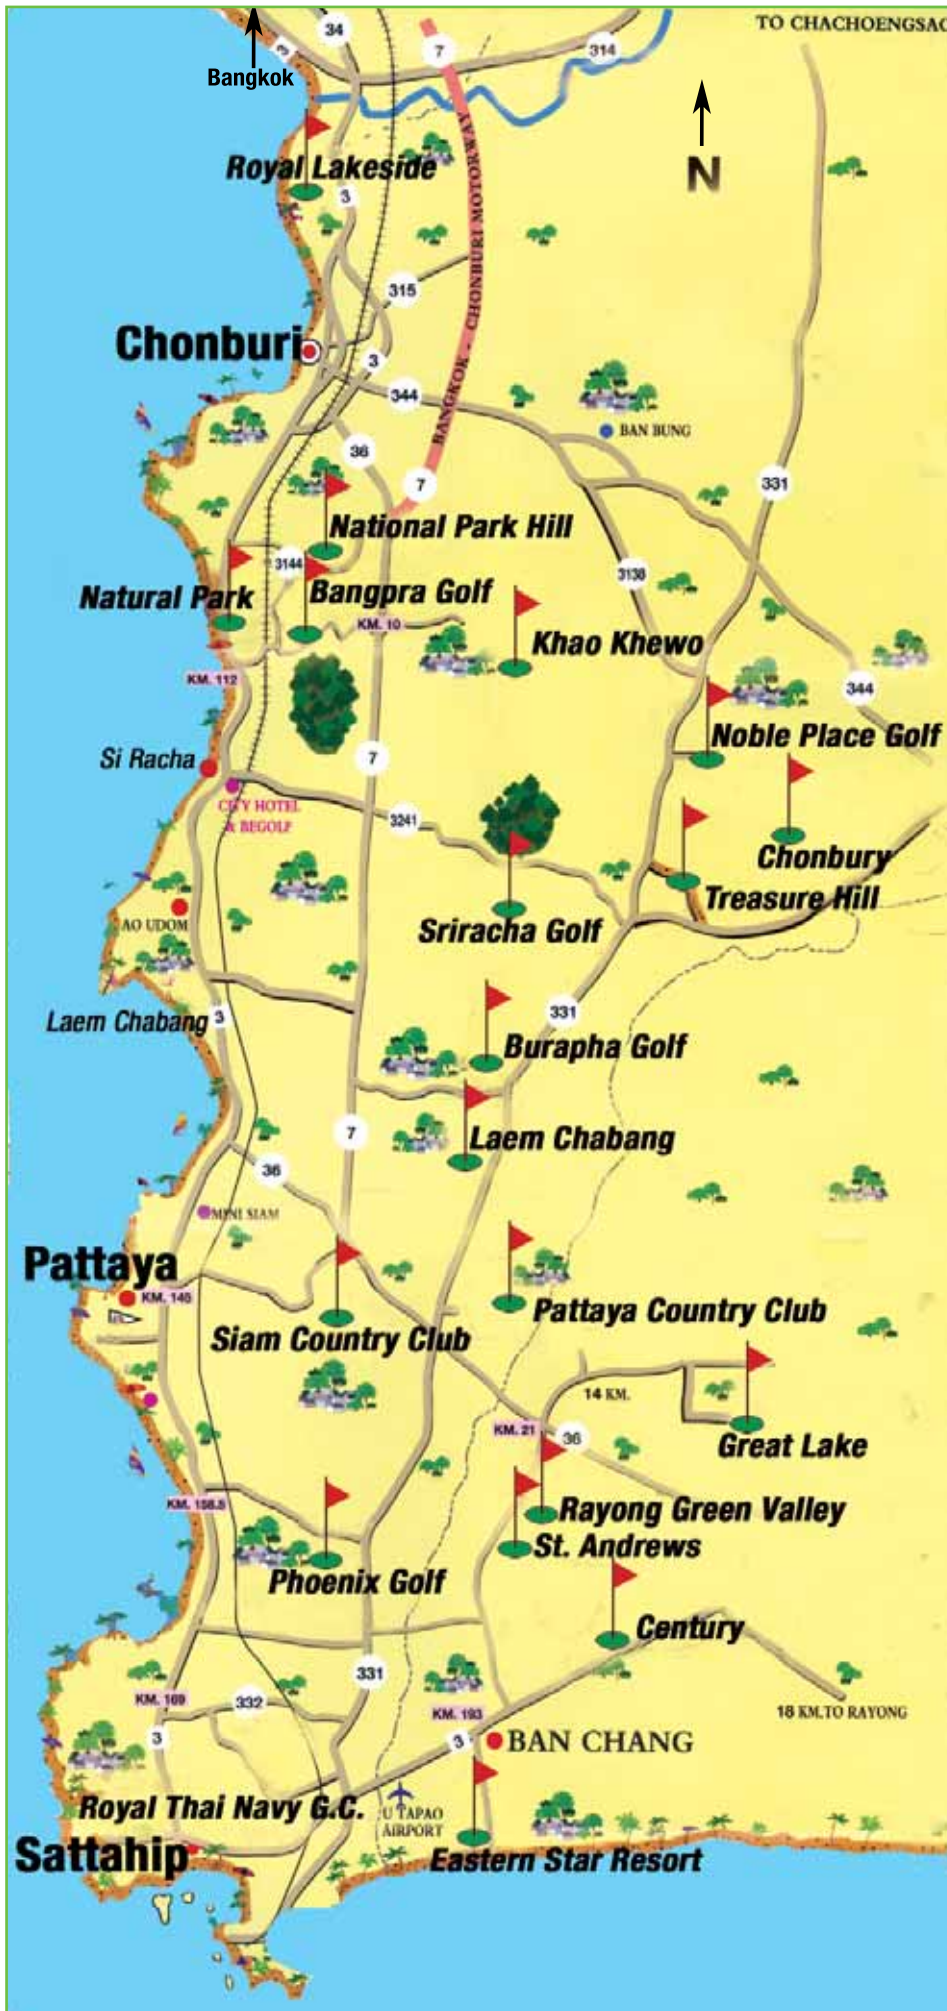 TO CHACHOENGSAO
34
3
7
314
Bangkok
N
Royal Lakeside
3
BANGKOK - CHONBURI MOTORWAY
315
Chonburi
3
344
BAN BUNG
36
7
331
National Park Hill
3144
3138
Natural Park
Bangpra Golf
KM. 10
Khao Khewo
KM. 112
344
Noble Place Golf
Si Racha
7
CITY HOTEL
& BEGOLF
3241
Chonbury
Treasure Hill
AO UDOM
Sriracha Golf
Laem Chabang
3
331
Burapha Golf
7
Laem Chabang
36
MINI SIAM
Pattaya
KM. 145
Pattaya Country Club
Siam Country Club
14 KM.
KM. 21
36
Great Lake
KM. 158.5
Rayong Green Valley
St. Andrews
Phoenix Golf
Century
331
KM. 169
332
KM. 193
18 KM.TO RAYONG
3
3
BAN CHANG
Royal Thai Navy G.C.
U TAPAO
AIRPORT
Sattahip
Eastern Star Resort